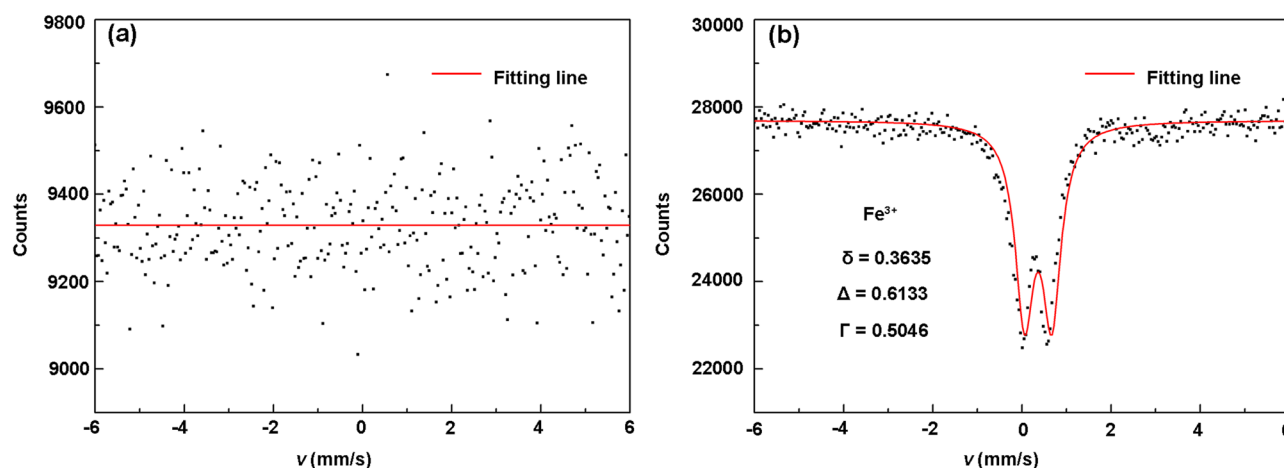 (a)
Fitting line
9800
9600
9400
9200
9000
Counts
-6 -4 -2 0 2 4 6
v (mm/s)
(b)
Fitting line
30000
28000
26000
24000
22000
Counts
Fe³⁺
δ = 0.3635
Δ = 0.6133
Γ = 0.5046
-6 -4 -2 0 2 4 6
v (mm/s)